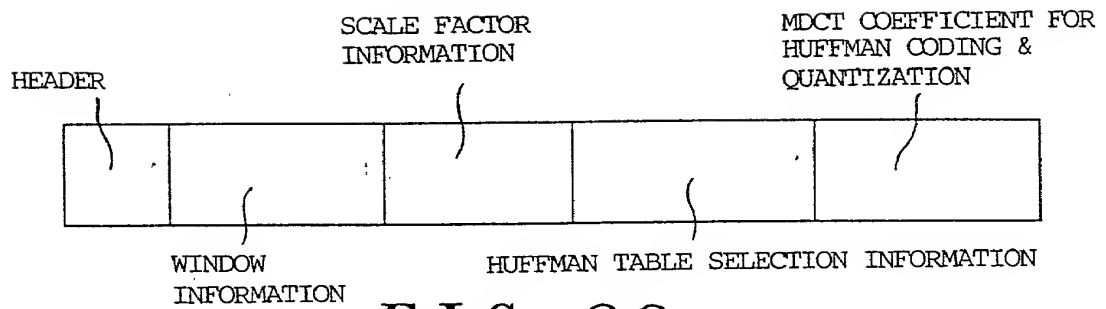 SCALE FACTOR
INFORMATION
MDCT COEFFICIENT FOR
HUFFMAN CODING &
QUANTIZATION
HEADER
WINDOW
INFORMATION
HUFFMAN TABLE SELECTION INFORMATION